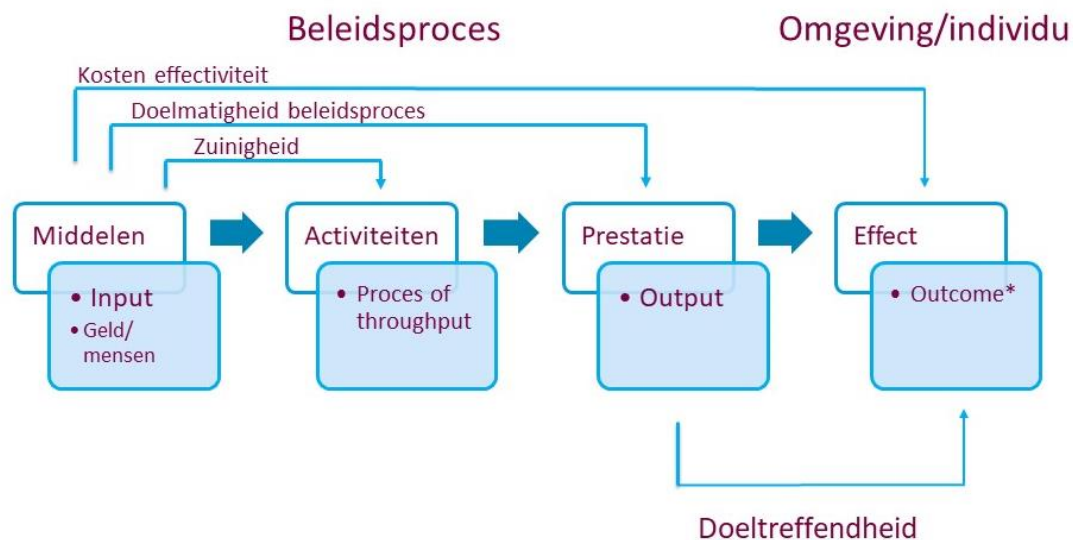 Beleidsproces
Omgeving/individu
Kosten effectiviteit
Doelmatigheid beleidsproces
Zuinigheid
Middelen
• Input
• Geld/
mensen
Activiteiten
• Proces of
throughput
Prestatie
• Output
Effect
• Outcome*
Doeltreffendheid